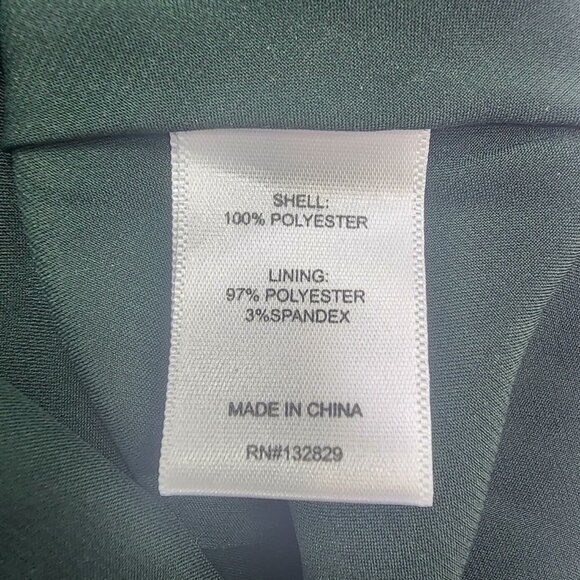 SHELL:
100% POLYESTER
LINING:
97% POLYESTER
3%SPANDEX
MADE IN CHINA
RN#132829